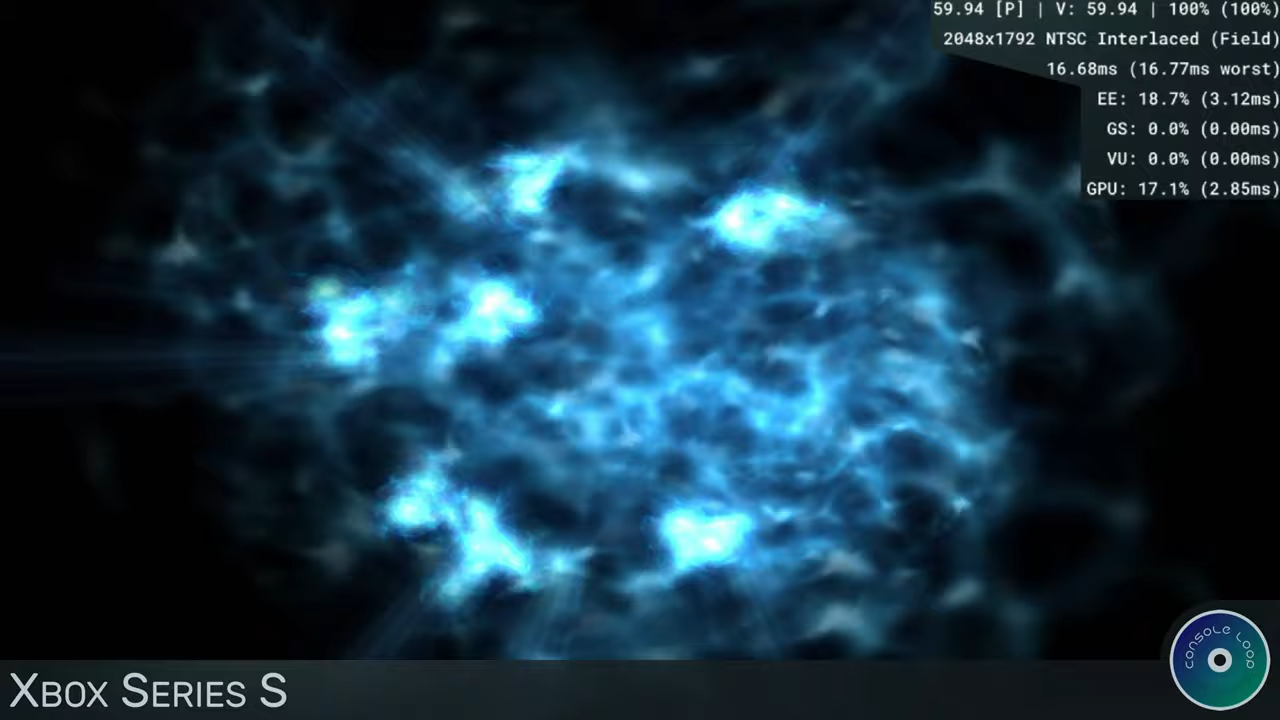 59.94 [P] | V: 59.94 | 100% (100%)
2048x1792 NTSC Interlaced (Field)
16.68ms (16.77ms worst)
EE: 18.7% (3.12ms)
GS: 0.0% (0.00ms)
VU: 0.0% (0.00ms)
GPU: 17.1% (2.85ms)
CONSOLE LOOP
XBOX SERIES S